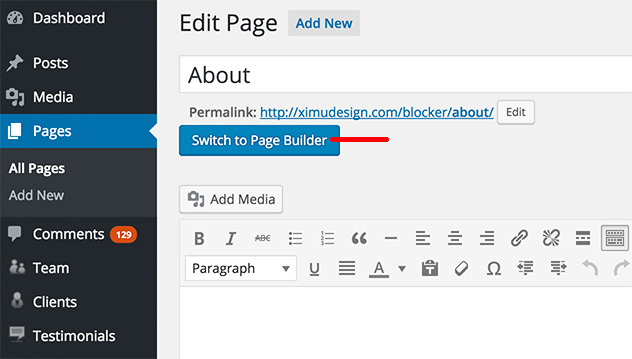 Dashboard
Posts
Media
Pages
All Pages
Add New
Comments 129
Team
Clients
Testimonials
Edit Page Add New
About
Permalink: http://ximudesign.com/blocker/about/ Edit
Switch to Page Builder
Add Media
B I ABC
Paragraph U A